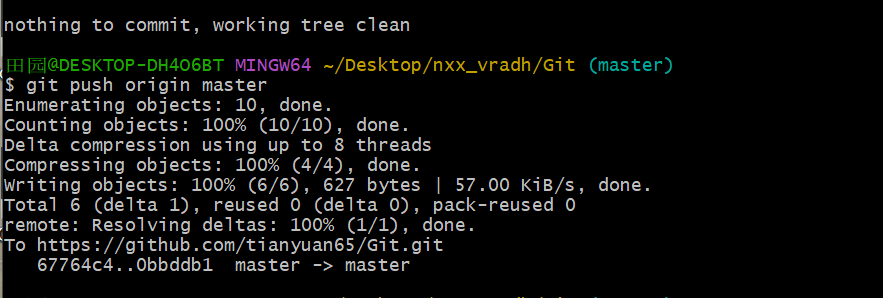 nothing to commit, working tree clean
田园@DESKTOP-DH4O6BT MINGW64 ~/Desktop/nxx_vradh/Git (master)
$ git push origin master
Enumerating objects: 10, done.
Counting objects: 100% (10/10), done.
Delta compression using up to 8 threads
Compressing objects: 100% (4/4), done.
Writing objects: 100% (6/6), 627 bytes | 57.00 KiB/s, done.
Total 6 (delta 1), reused 0 (delta 0), pack-reused 0
remote: Resolving deltas: 100% (1/1), done.
To https://github.com/tianyuan65/Git.git
   67764c4..0bbddb1  master -> master